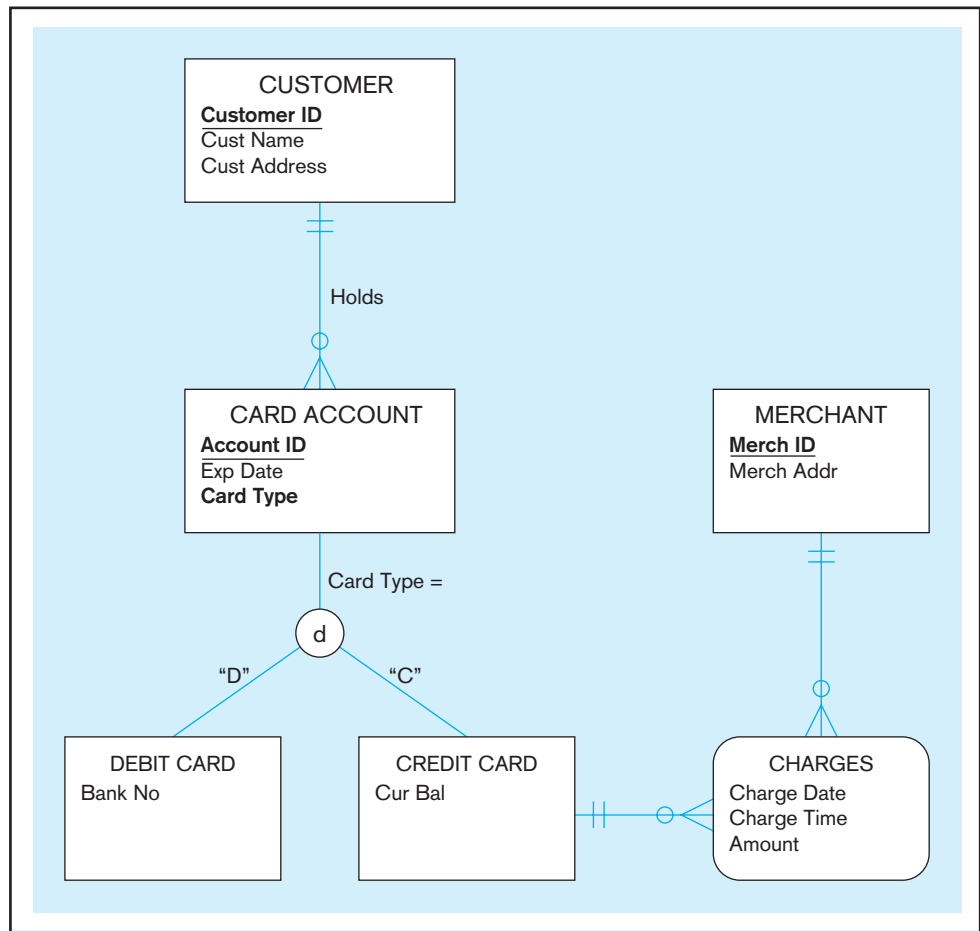 CUSTOMER
Customer ID
Cust Name
Cust Address
Holds
CARD ACCOUNT
Account ID
Exp Date
Card Type
MERCHANT
Merch ID
Merch Addr
Card Type =
d
“D”
“C”
DEBIT CARD
Bank No
CREDIT CARD
Cur Bal
CHARGES
Charge Date
Charge Time
Amount